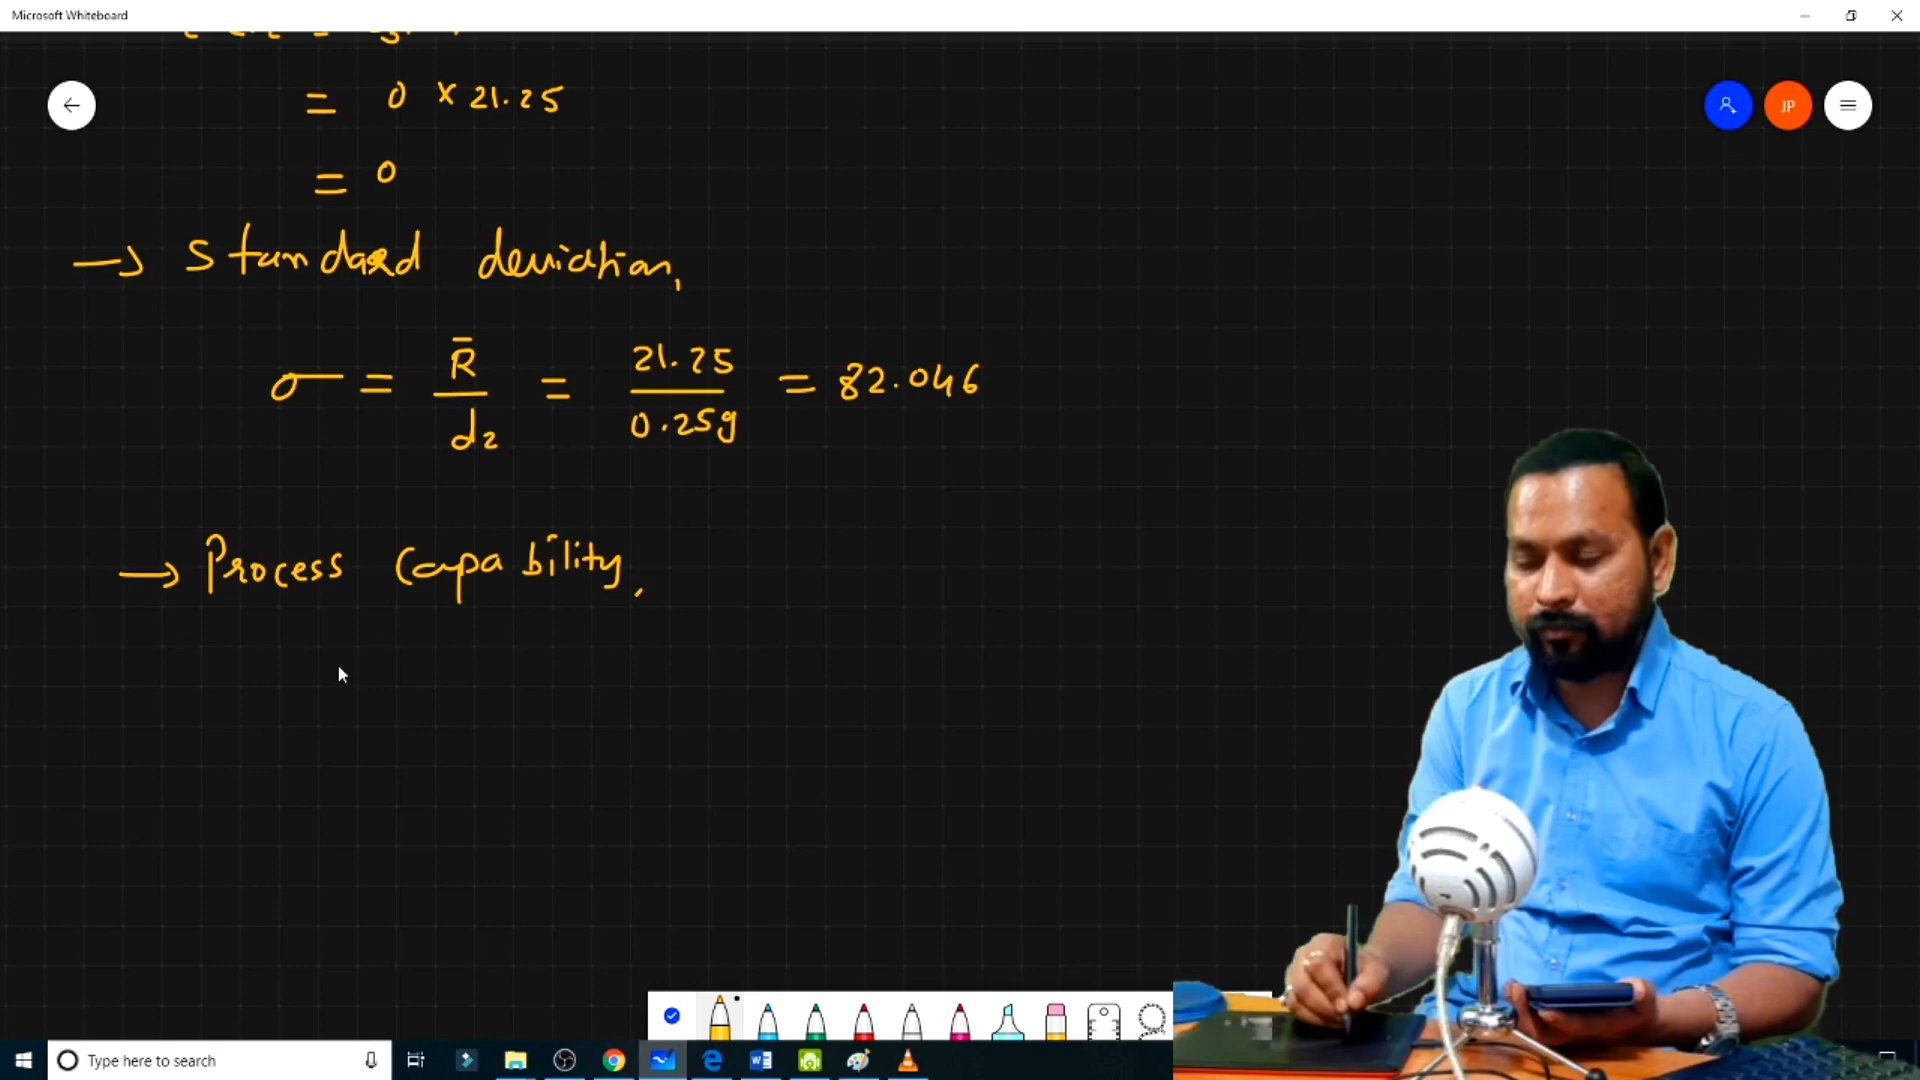 Microsoft Whiteboard
= 0 × 21.25
= 0
JP
→ Standard deviation,
σ = R̄ / d2 = 21.25 / 0.259 = 82.046
→ Process Capability,
Type here to search